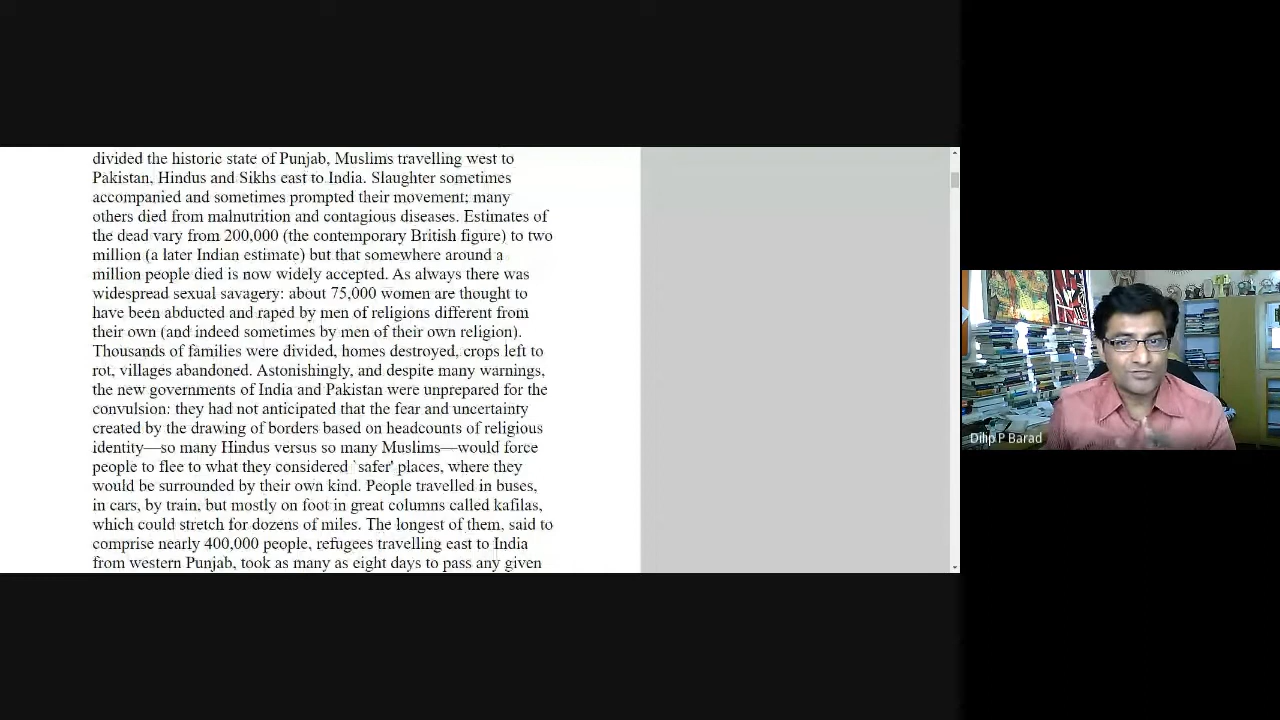 divided the historic state of Punjab, Muslims travelling west to
Pakistan, Hindus and Sikhs east to India. Slaughter sometimes
accompanied and sometimes prompted their movement; many
others died from malnutrition and contagious diseases. Estimates of
the dead vary from 200,000 (the contemporary British figure) to two
million (a later Indian estimate) but that somewhere around a
million people died is now widely accepted. As always there was
widespread sexual savagery: about 75,000 women are thought to
have been abducted and raped by men of religions different from
their own (and indeed sometimes by men of their own religion).
Thousands of families were divided, homes destroyed, crops left to
rot, villages abandoned. Astonishingly, and despite many warnings,
the new governments of India and Pakistan were unprepared for the
convulsion: they had not anticipated that the fear and uncertainty
created by the drawing of borders based on headcounts of religious
identity—so many Hindus versus so many Muslims—would force
people to flee to what they considered `safer' places, where they
would be surrounded by their own kind. People travelled in buses,
in cars, by train, but mostly on foot in great columns called kafilas,
which could stretch for dozens of miles. The longest of them, said to
comprise nearly 400,000 people, refugees travelling east to India
from western Punjab, took as many as eight days to pass any given
Dilip P Barad